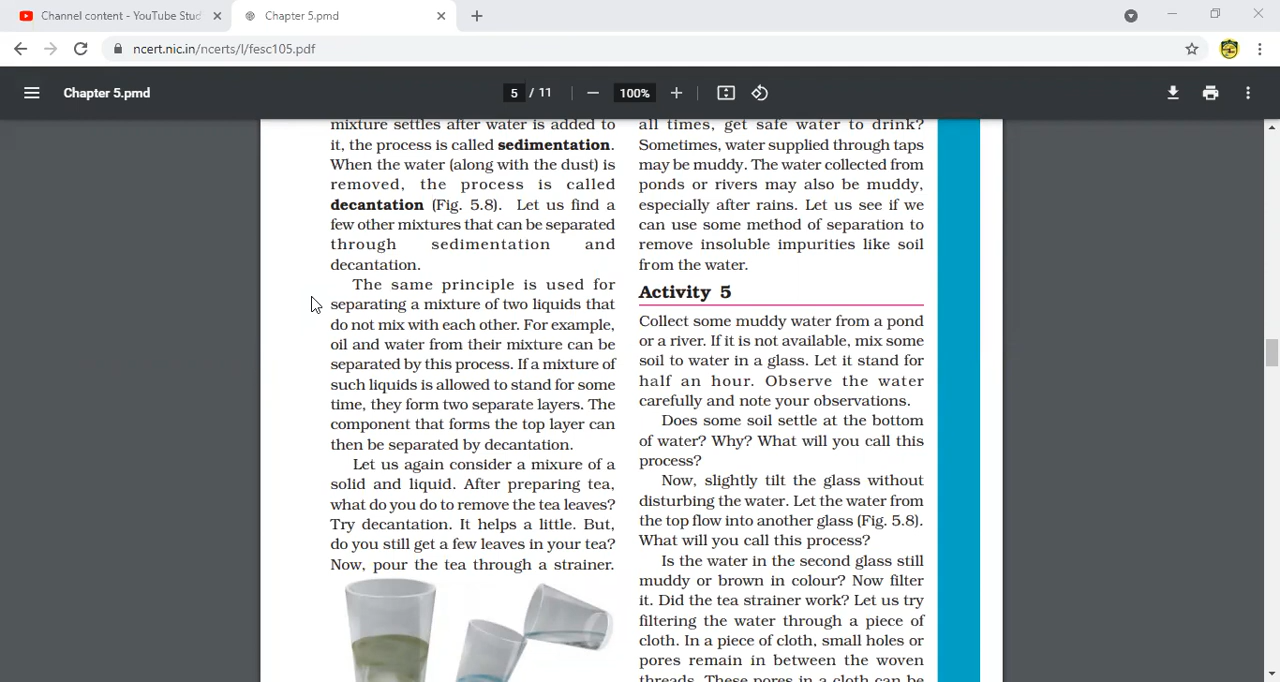 Channel content - YouTube Stud
Chapter 5.pmd
ncert.nic.in/ncerts/l/fesc105.pdf
Chapter 5.pmd
5 / 11
100%
mixture settles after water is added to
it, the process is called sedimentation.
When the water (along with the dust) is
removed, the process is called
decantation (Fig. 5.8). Let us find a
few other mixtures that can be separated
through sedimentation and
decantation.
The same principle is used for
separating a mixture of two liquids that
do not mix with each other. For example,
oil and water from their mixture can be
separated by this process. If a mixture of
such liquids is allowed to stand for some
time, they form two separate layers. The
component that forms the top layer can
then be separated by decantation.
Let us again consider a mixure of a
solid and liquid. After preparing tea,
what do you do to remove the tea leaves?
Try decantation. It helps a little. But,
do you still get a few leaves in your tea?
Now, pour the tea through a strainer.
all times, get safe water to drink?
Sometimes, water supplied through taps
may be muddy. The water collected from
ponds or rivers may also be muddy,
especially after rains. Let us see if we
can use some method of separation to
remove insoluble impurities like soil
from the water.
Activity 5
Collect some muddy water from a pond
or a river. If it is not available, mix some
soil to water in a glass. Let it stand for
half an hour. Observe the water
carefully and note your observations.
Does some soil settle at the bottom
of water? Why? What will you call this
process?
Now, slightly tilt the glass without
disturbing the water. Let the water from
the top flow into another glass (Fig. 5.8).
What will you call this process?
Is the water in the second glass still
muddy or brown in colour? Now filter
it. Did the tea strainer work? Let us try
filtering the water through a piece of
cloth. In a piece of cloth, small holes or
pores remain in between the woven
threads. These pores in a cloth can be